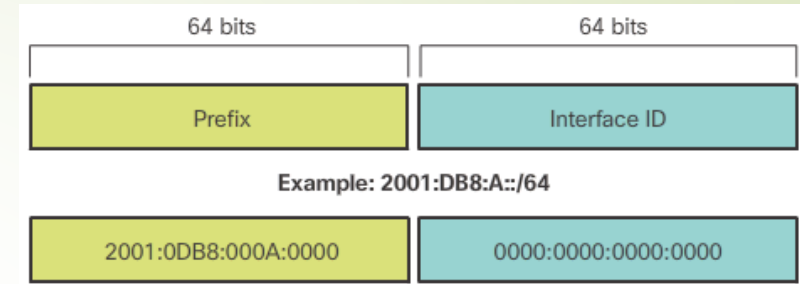 64 bits 64 bits
Prefix Interface ID
Example: 2001:DB8:A::/64
2001:0DB8:000A:0000 0000:0000:0000:0000